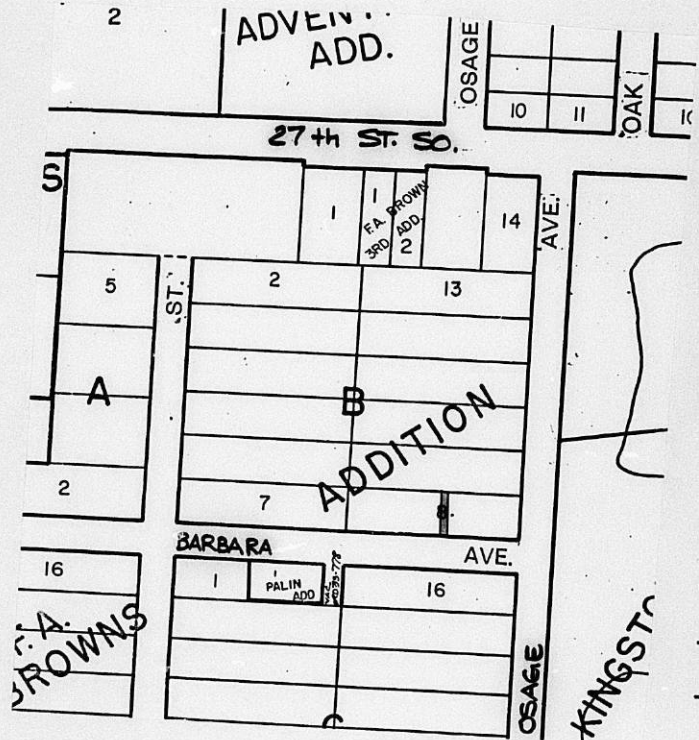 2
ADVENT.
ADD.
OSAGE
10
11
OAK
27th ST. SO.
S
1
1
F.A. BROWN
3RD ADD.
2
14
AVE.
5
ST.
2
13
A
B
ADDITION
2
7
8
BARBARA
AVE.
16
1
1
PALIN
ADD
16
F. A.
BROWNS
C
OSAGE
KINGSTO